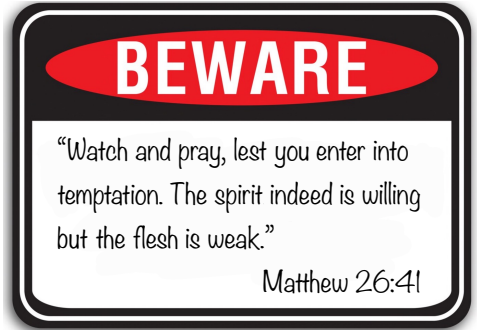 BEWARE
“Watch and pray, lest you enter into
temptation. The spirit indeed is willing
but the flesh is weak.”
Matthew 26:41